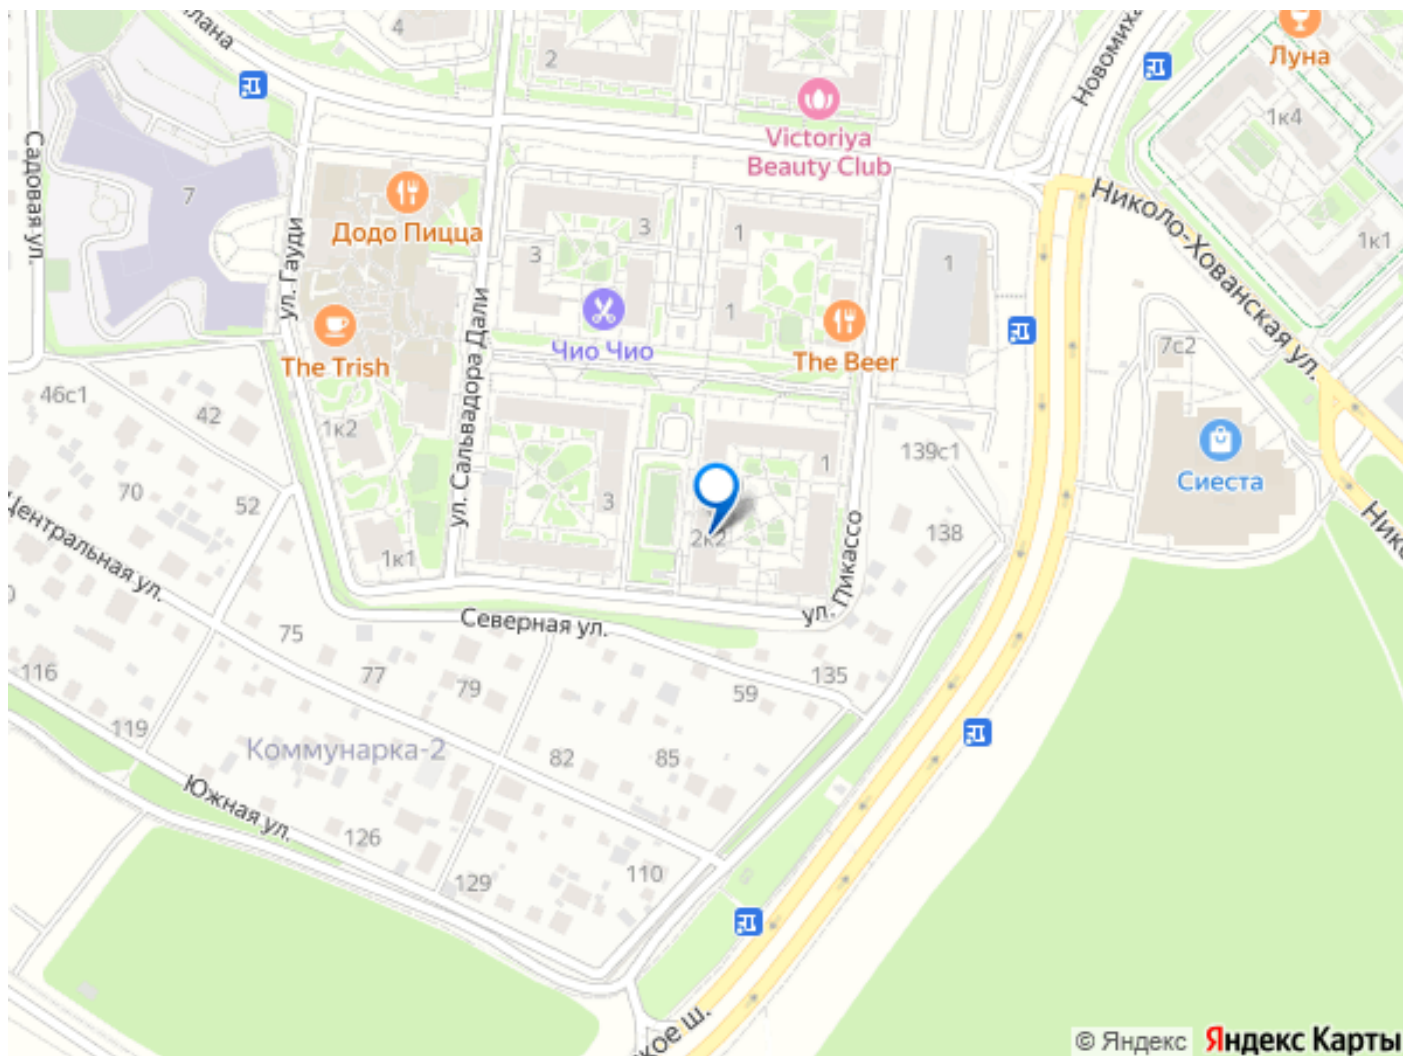 4
лана
2
Новомиха
Луна
1к4
Victoriya
Beauty Club
Садовая ул.
7
Николо-Хованская ул.
Додо Пицца
ул. Гауди
3
3
1
1
1
1к1
ул. Сальвадора Дали
Чио Чио
The Beer
The Trish
7с2
46с1
42
1к2
139с1
1
Сиеста
70
52
3
2к2
138
Нико
Центральная ул.
1к1
ул. Пикассо
Северная ул.
75
77
79
59
135
116
119
Коммунарка-2
82
85
Южная ул.
126
129
110
кое ш.
© Яндекс Яндекс Карты